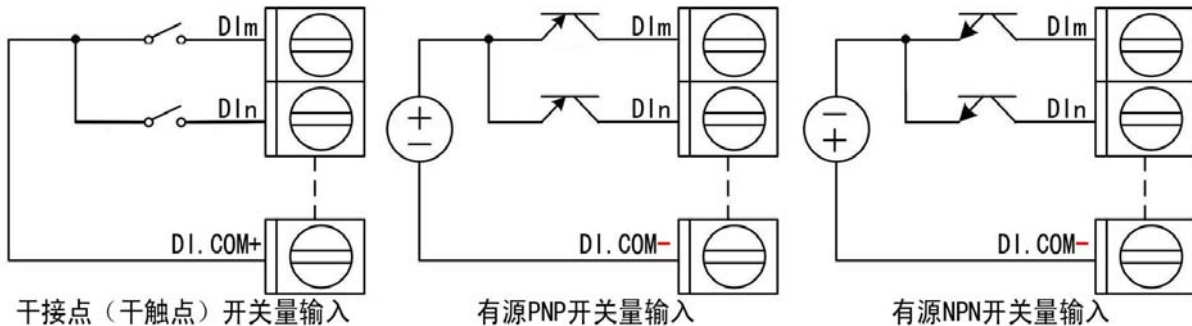 DIm
DIn
DI.COM+
干接点（干触点）开关量输入
DIm
DIn
+
−
DI.COM-
有源PNP开关量输入
DIm
DIn
−
+
DI.COM-
有源NPN开关量输入